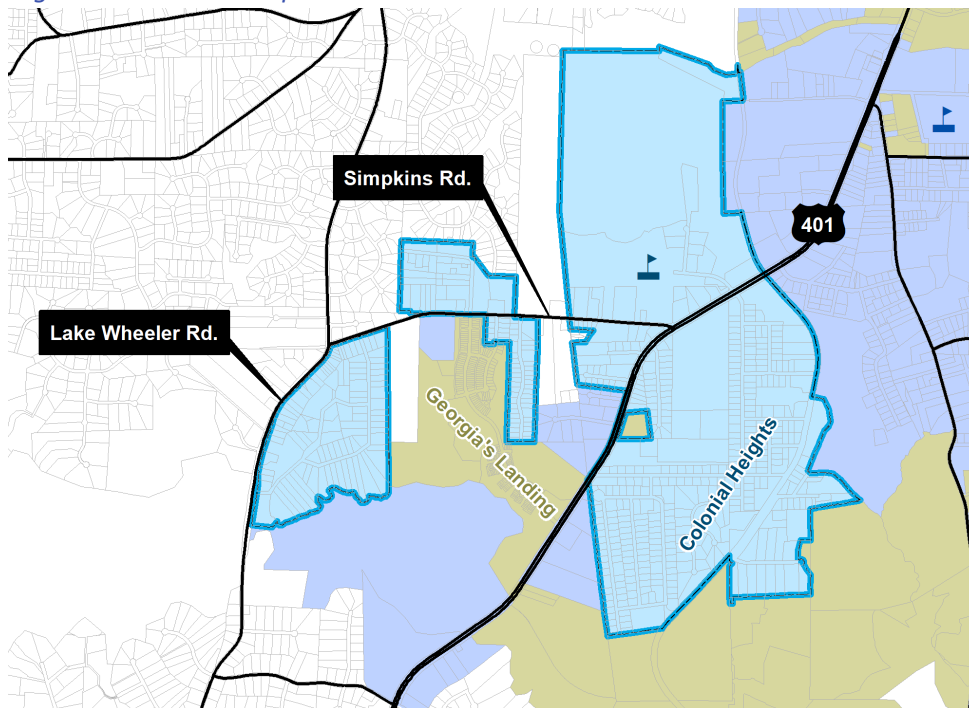 Simpkins Rd.
401
Lake Wheeler Rd.
Georgia's Landing
Colonial Heights